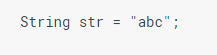 String str = "abc";